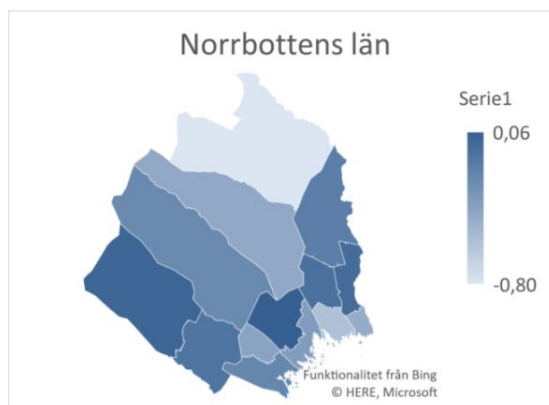 Norrbottens län
Serie1
0,06
-0,80
Funktionalitet från Bing
© HERE, Microsoft